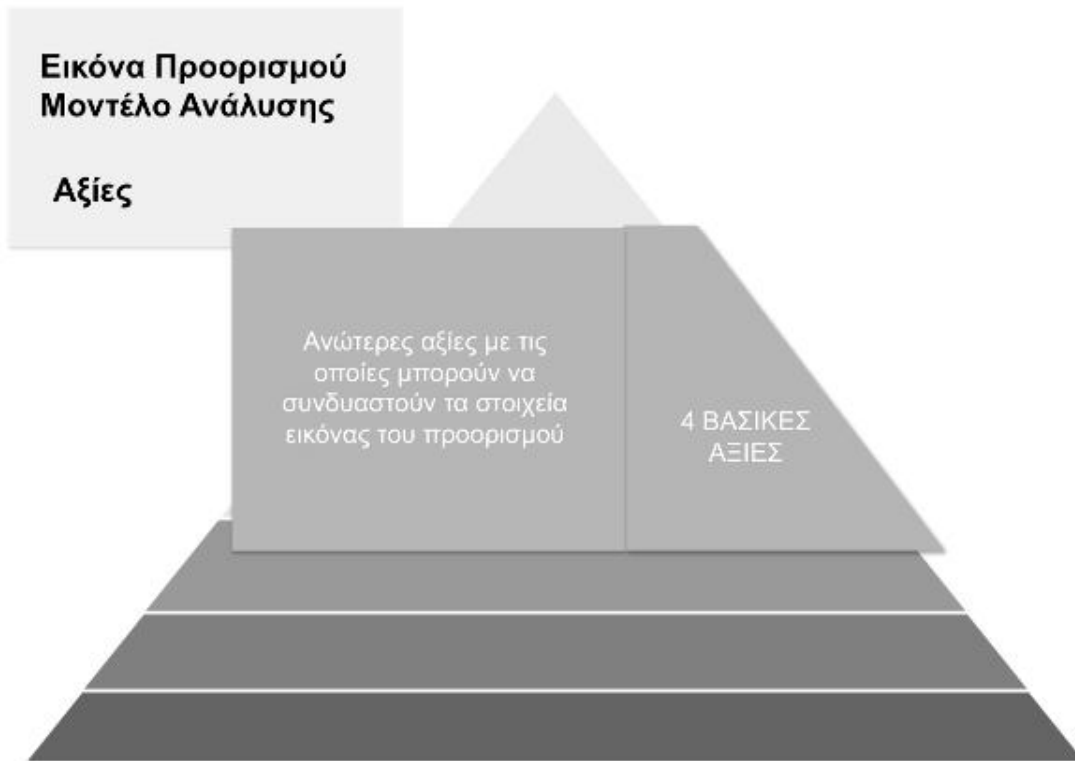 Εικόνα Προορισμού
Μοντέλο Ανάλυσης
Αξίες
Ανώτερες αξίες με τις
οποίες μπορούν να
συνδυαστούν τα στοιχεία
εικόνας του προορισμού
4 ΒΑΣΙΚΕΣ
ΑΞΙΕΣ